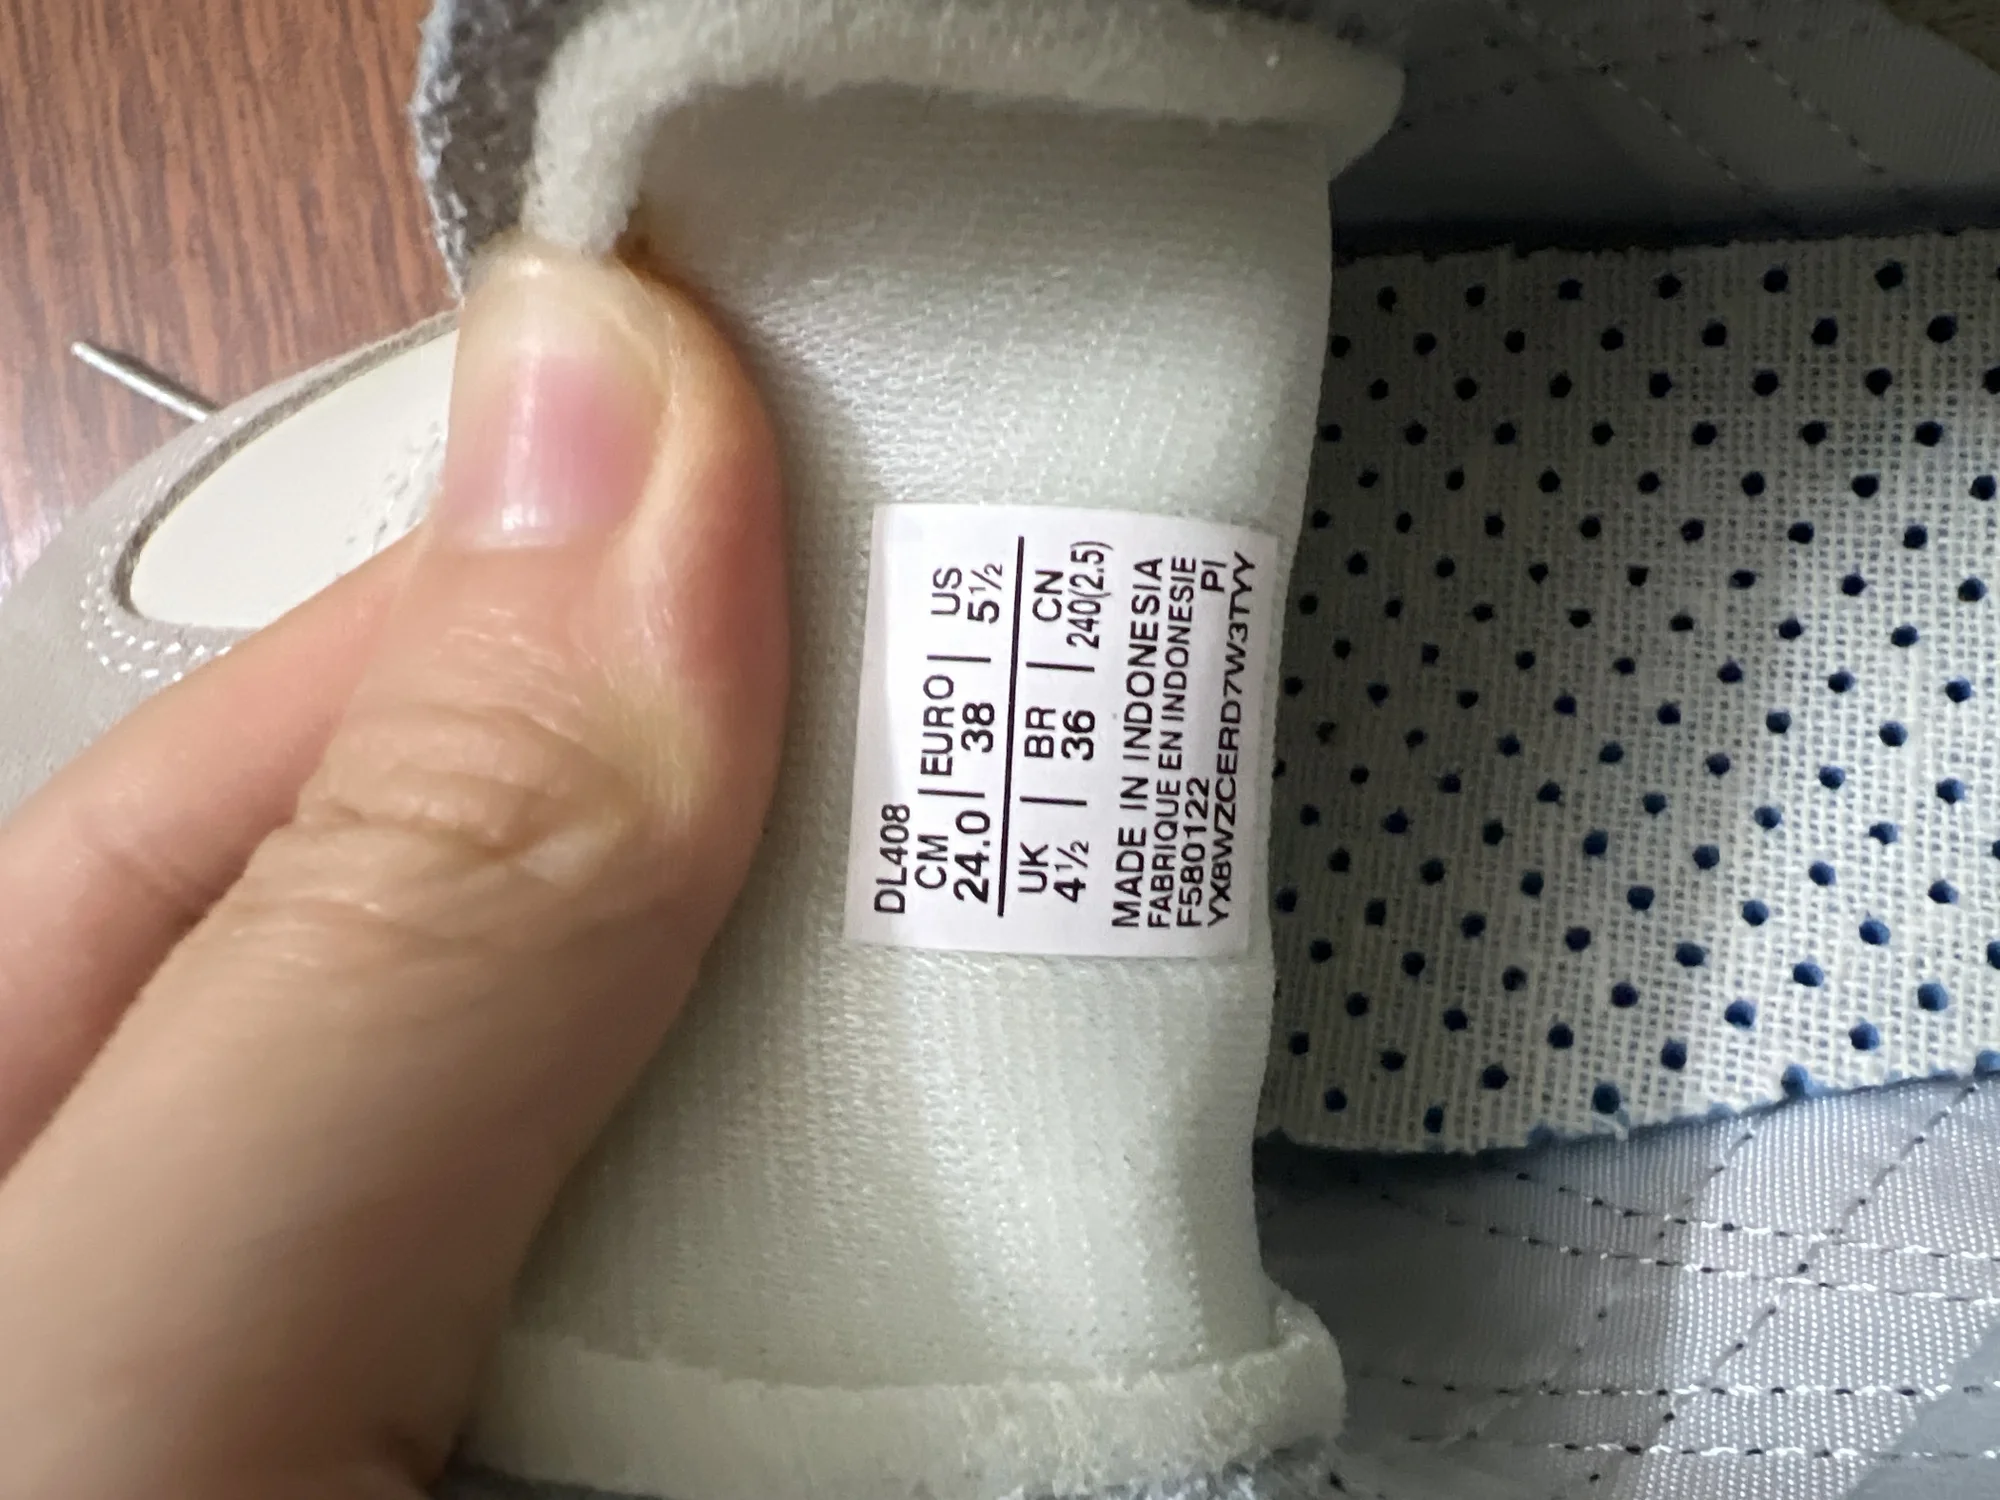 DL408
CM | EURO | US
24.0 | 38 | 5½
UK | BR | CN
4½ | 36 | 240(2.5)
MADE IN INDONESIA
FABRIQUE EN INDONESIE
F580122 PI
YX8WZCERD7W3TYY